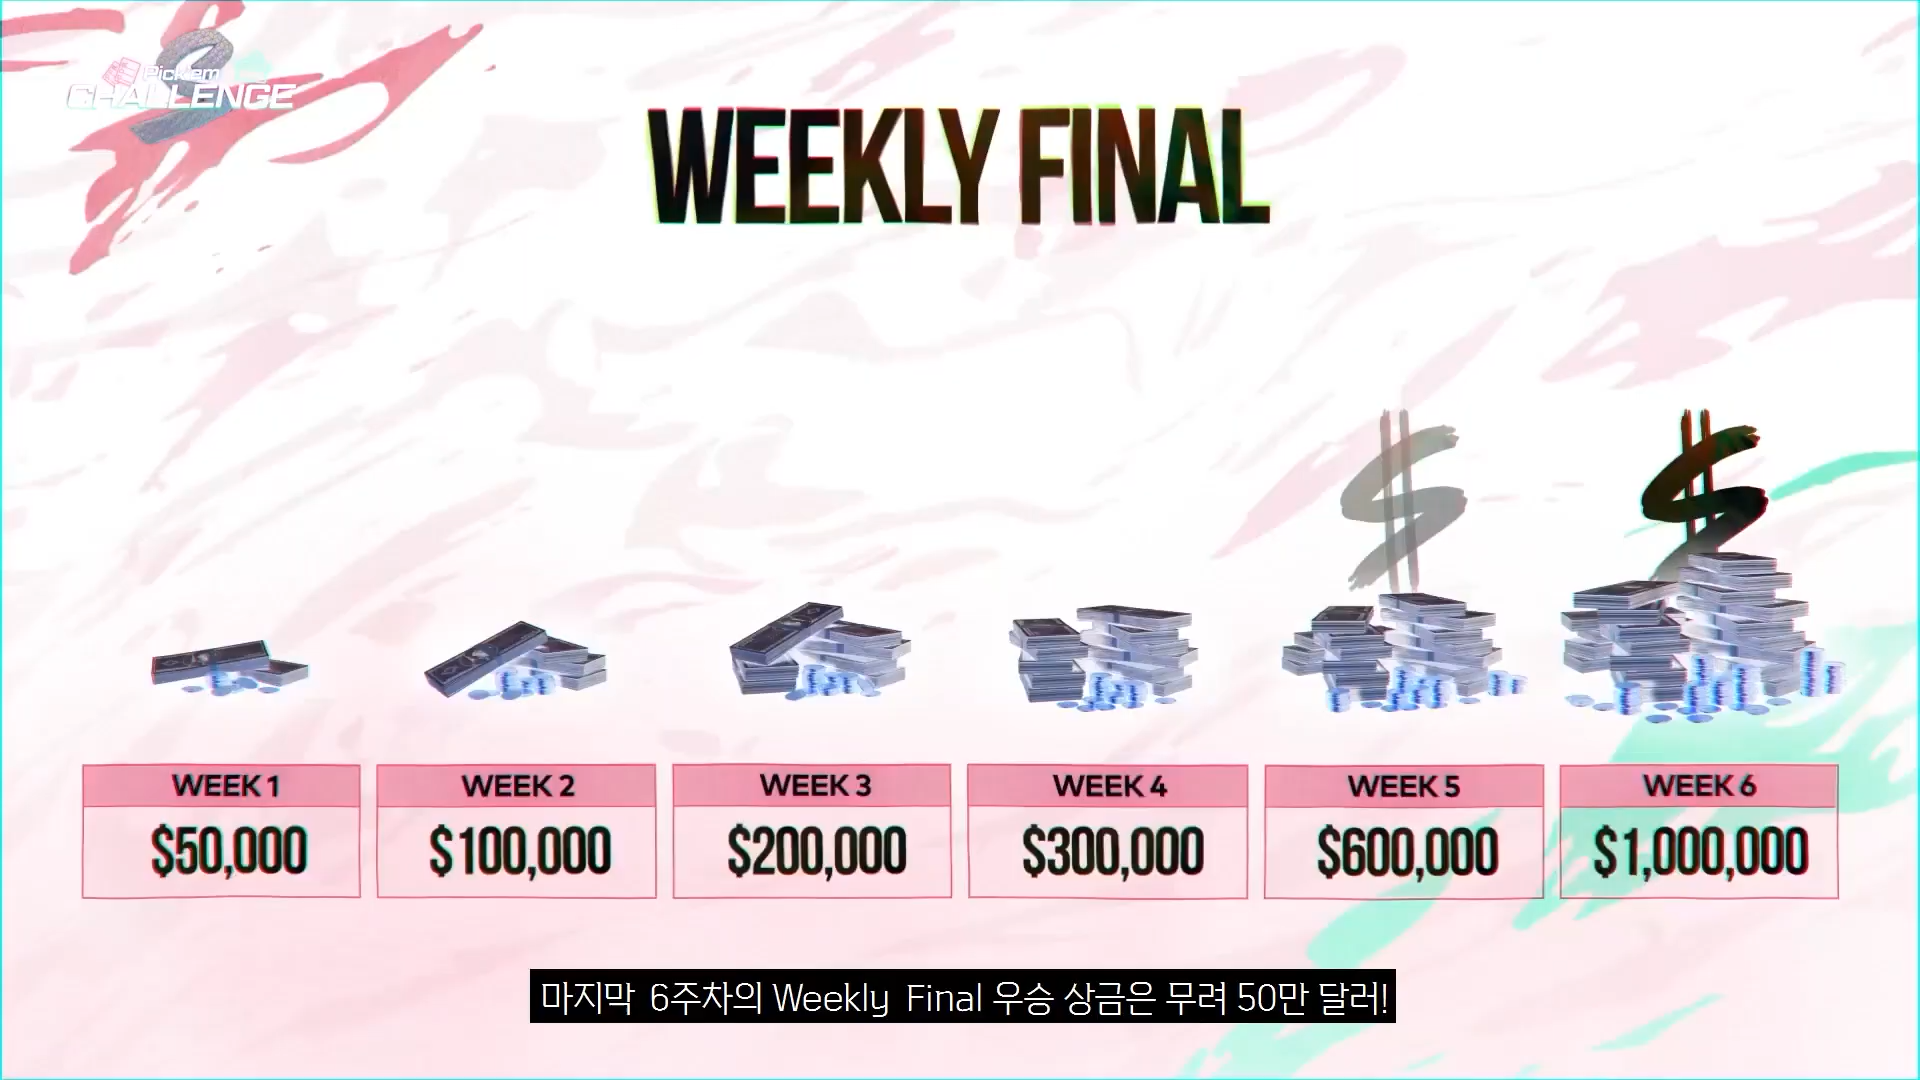 Pick'em
CHALLENGE
WEEKLY FINAL
WEEK 1
$50,000
WEEK 2
$100,000
WEEK 3
$200,000
WEEK 4
$300,000
WEEK 5
$600,000
WEEK 6
$1,000,000
마지막 6주차의 Weekly Final 우승 상금은 무려 50만 달러!